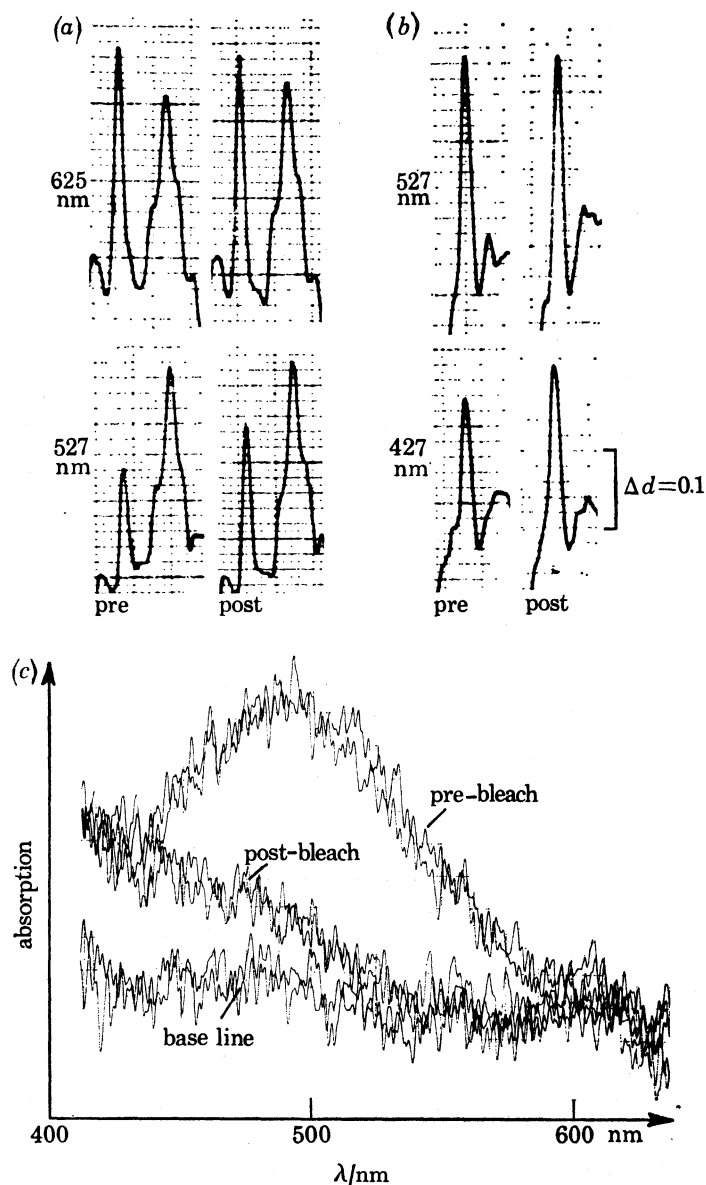 (a)
(b)
625
nm
527
nm
527
nm
427
nm
Δd=0.1
pre
post
pre
post
(c)
absorption
pre-bleach
post-bleach
base line
400
500
600
nm
λ/nm